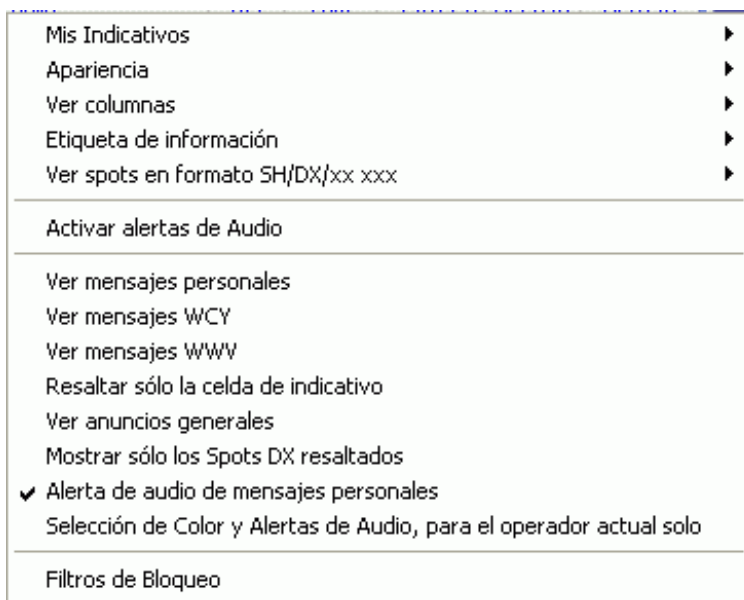 Mis Indicativos
Apariencia
Ver columnas
Etiqueta de información
Ver spots en formato SH/DX/xx xxx
Activar alertas de Audio
Ver mensajes personales
Ver mensajes WCY
Ver mensajes WWV
Resaltar sólo la celda de indicativo
Ver anuncios generales
Mostrar sólo los Spots DX resaltados
Alerta de audio de mensajes personales
Selección de Color y Alertas de Audio, para el operador actual solo
Filtros de Bloqueo